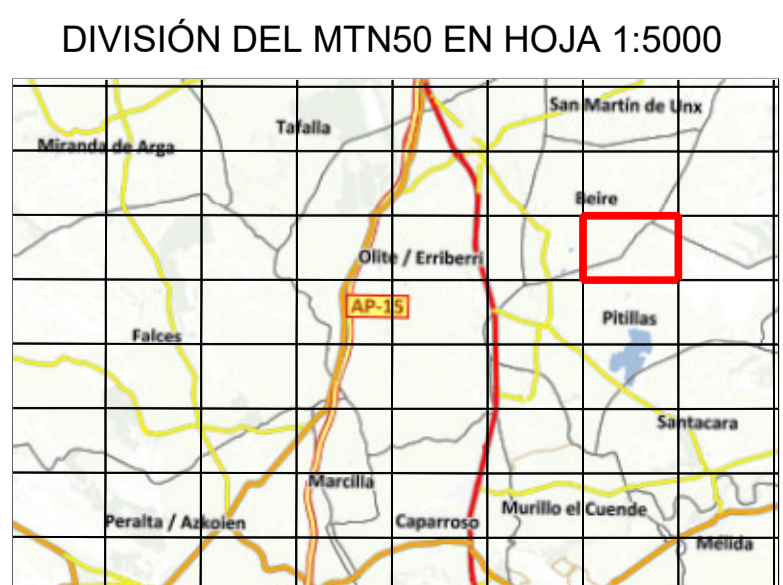 DIVISIÓN DEL MTN50 EN HOJA 1:5000
San Martín de Unx
Tafalla
Miranda de Arga
Beire
Olite / Erriberri
AP-15
Pitillas
Falces
Santacara
Marcilla
Murillo el Cuende
Peralta / Azkoien
Caparroso
Mélida